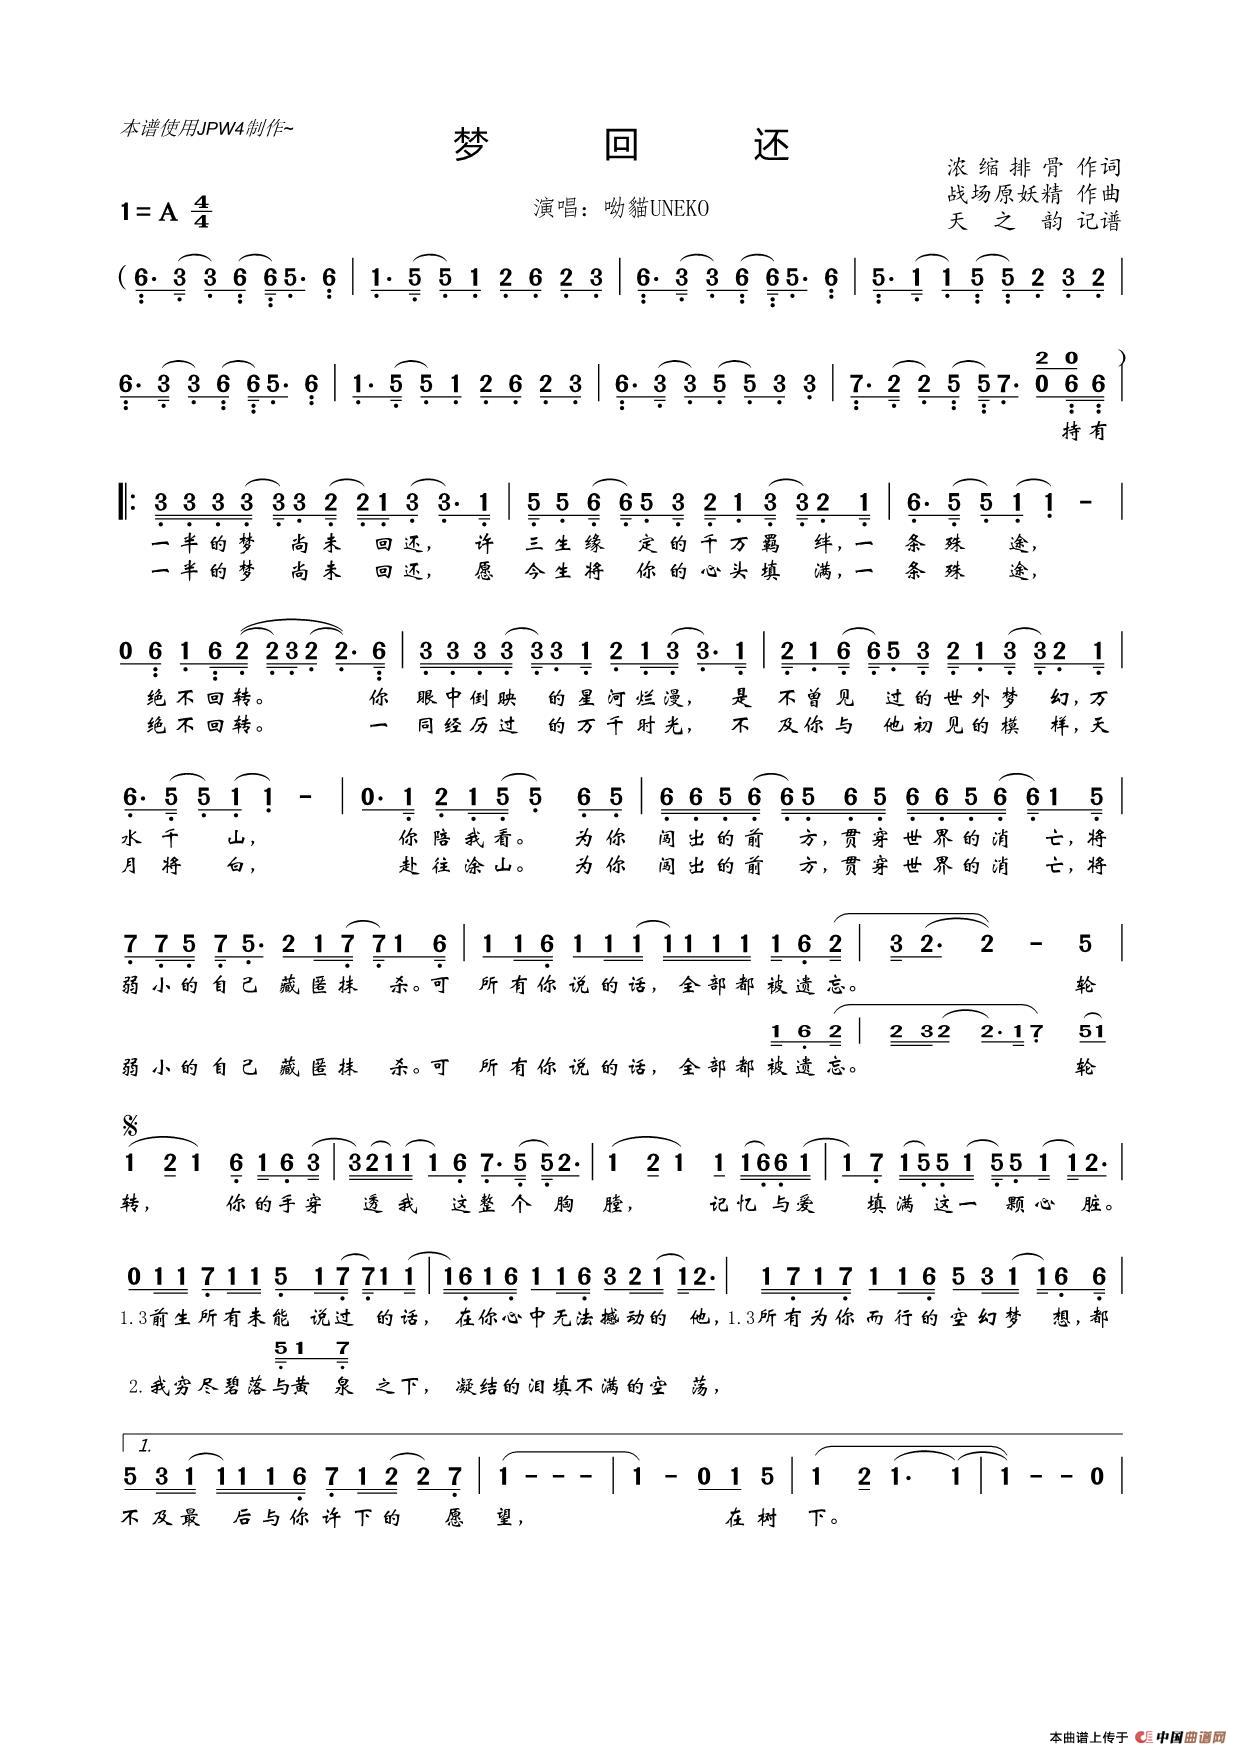 本谱使用JPW4制作~
梦 回 还
浓缩排骨 作词
1=A 4/4
演唱：呦貓UNEKO
战场原妖精 作曲
天之韵 记谱
( 6. 3 3 6 6 5. 6 | 1. 5 5 1 2 6 2 3 | 6. 3 3 6 6 5. 6 | 5. 1 1 5 5 2 3 2 |
2 0 )
6. 3 3 6 6 5. 6 | 1. 5 5 1 2 6 2 3 | 6. 3 3 5 5 3 3 | 7. 2 2 5 5 7. 0 6 6 |
持有
‖: 3 3 3 3 3 3 2 2 1 3 3. 1 | 5 5 6 6 5 3 2 1 3 3 2 1 | 6. 5 5 1 1 - |
一半的梦 尚未 回还， 许 三生缘 定的千万羁 绊，一 条殊 途，
一半的梦 尚未 回还， 愿 今生将 你的心头填 满，一 条殊 途，
0 6 1 6 2 2 3 2 2. 6 | 3 3 3 3 3 3 1 2 1 3 3. 1 | 2 1 6 6 5 3 2 1 3 3 2 1 |
绝不回转。 你 眼中倒映 的星河烂漫， 是 不曾见 过的世外梦 幻，万
绝不回转。 一 同经历过 的万千时光， 不 及你与 他初见的模 样，天
6. 5 5 1 1 - | 0. 1 2 1 5 5 6 5 | 6 6 5 6 6 5 6 5 6 6 5 6 6 1 5 |
水千 山， 你陪我看。 为你 闯出的前 方，贯穿世界的消 亡，将
月将 白， 赴往涂山。 为你 闯出的前 方，贯穿世界的消 亡，将
7 7 5 7 5. 2 1 7 7 1 6 | 1 1 6 1 1 1 1 1 1 1 1 6 2 | 3 2. 2 - 5 |
弱小的自己 藏匿抹 杀。可 所有你说的话，全部都被遗忘。 轮
1 6 2 | 2 3 2 2. 1 7 5 1
弱小的自己 藏匿抹 杀。可 所有你说的话，全部都被遗忘。 轮
𝄋
1 2 1 6 1 6 3 | 3 2 1 1 1 6 7. 5 5 2. | 1 2 1 1 1 6 6 1 | 1 7 1 5 5 1 5 5 1 1 2. |
转， 你的手穿 透我 这整个胸 膛， 记忆与爱 填满这一 颗心 脏。
0 1 1 7 1 1 5 1 7 7 1 1 | 1 6 1 6 1 1 6 3 2 1 1 2. | 1 7 1 7 1 1 6 5 3 1 1 6 6 |
1.3前生所有未能 说过 的话， 在你心中无法撼动的 他，1.3所有为你而行的空幻梦 想，都
5 1 7
2.我穷尽碧落与黄 泉 之下， 凝结的泪填不满的空 荡，
1.
5 3 1 1 1 1 6 7 1 2 2 7 | 1 - - - | 1 - 0 1 5 | 1 2 1. 1 | 1 - - 0 |
不及最 后与你许下的 愿 望， 在树 下。
本曲谱上传于 中国曲谱网